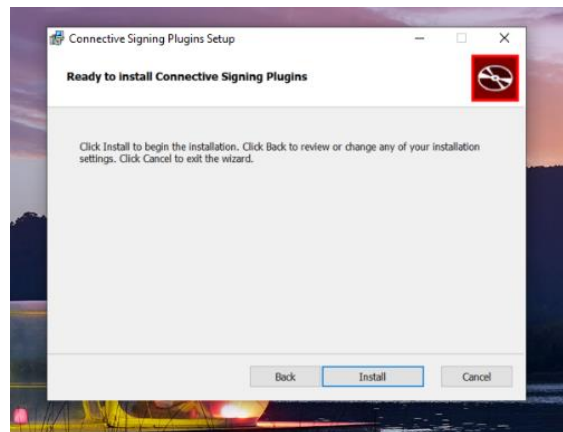 Connective Signing Plugins Setup
Ready to install Connective Signing Plugins
Click Install to begin the installation. Click Back to review or change any of your installation
settings. Click Cancel to exit the wizard.
Back Install Cancel